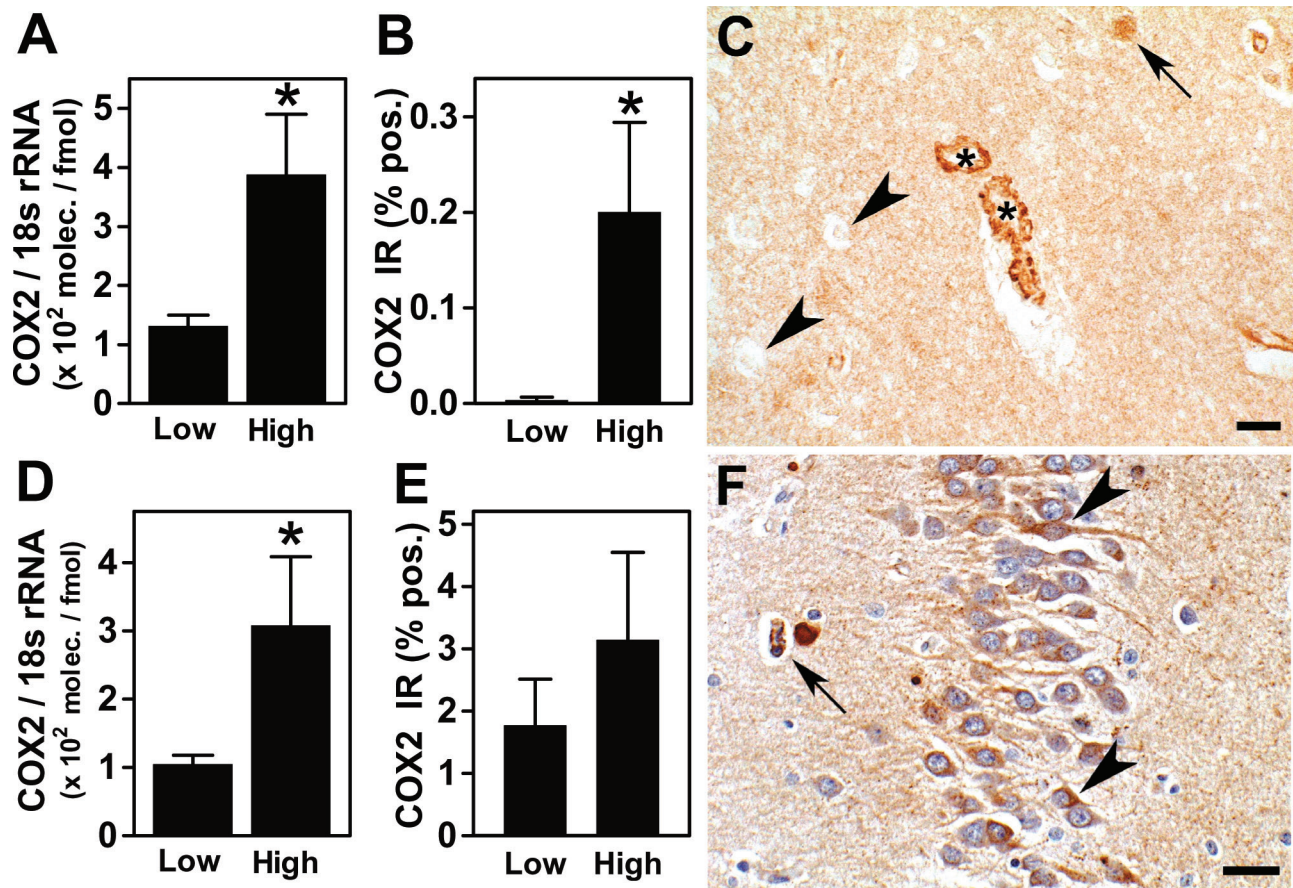 A
COX2 / 18s rRNA
(x 10² molec. / fmol)
5
4
3
2
1
0
*
Low
High
B
COX2 IR (% pos.)
0.3
0.2
0.1
0.0
*
Low
High
C
*
*
D
COX2 / 18s rRNA
(x 10² molec. / fmol)
4
3
2
1
0
*
Low
High
E
COX2 IR (% pos.)
5
4
3
2
1
0
Low
High
F